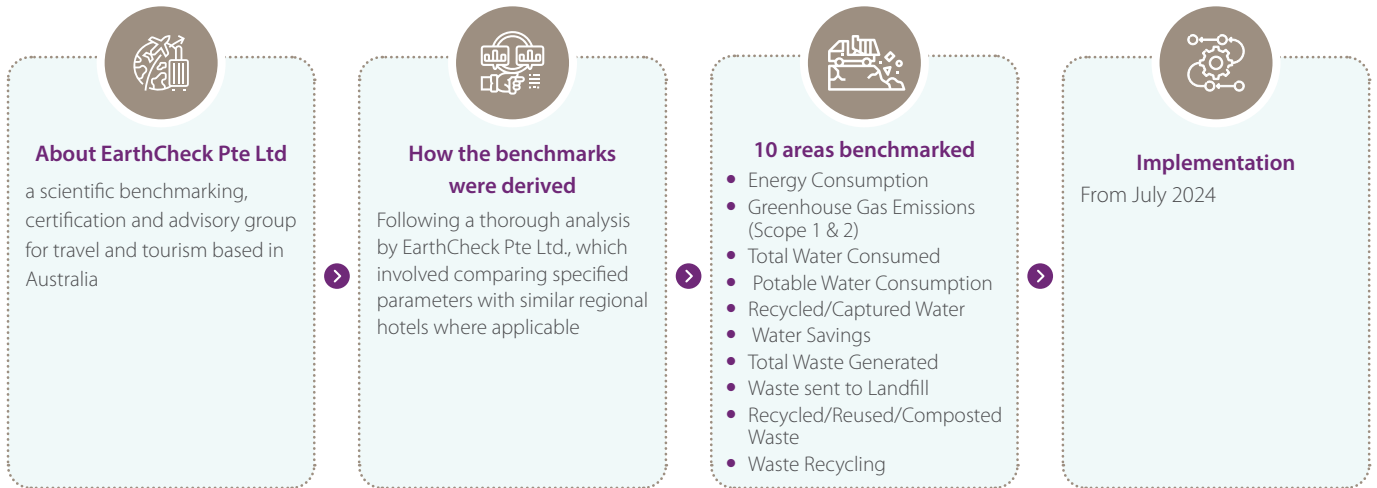 About EarthCheck Pte Ltd
a scientific benchmarking,
certification and advisory group
for travel and tourism based in
Australia
How the benchmarks
were derived
Following a thorough analysis
by EarthCheck Pte Ltd., which
involved comparing specified
parameters with similar regional
hotels where applicable
10 areas benchmarked
• Energy Consumption
• Greenhouse Gas Emissions
(Scope 1 & 2)
• Total Water Consumed
• Potable Water Consumption
• Recycled/Captured Water
• Water Savings
• Total Waste Generated
• Waste sent to Landfill
• Recycled/Reused/Composted
Waste
• Waste Recycling
Implementation
From July 2024